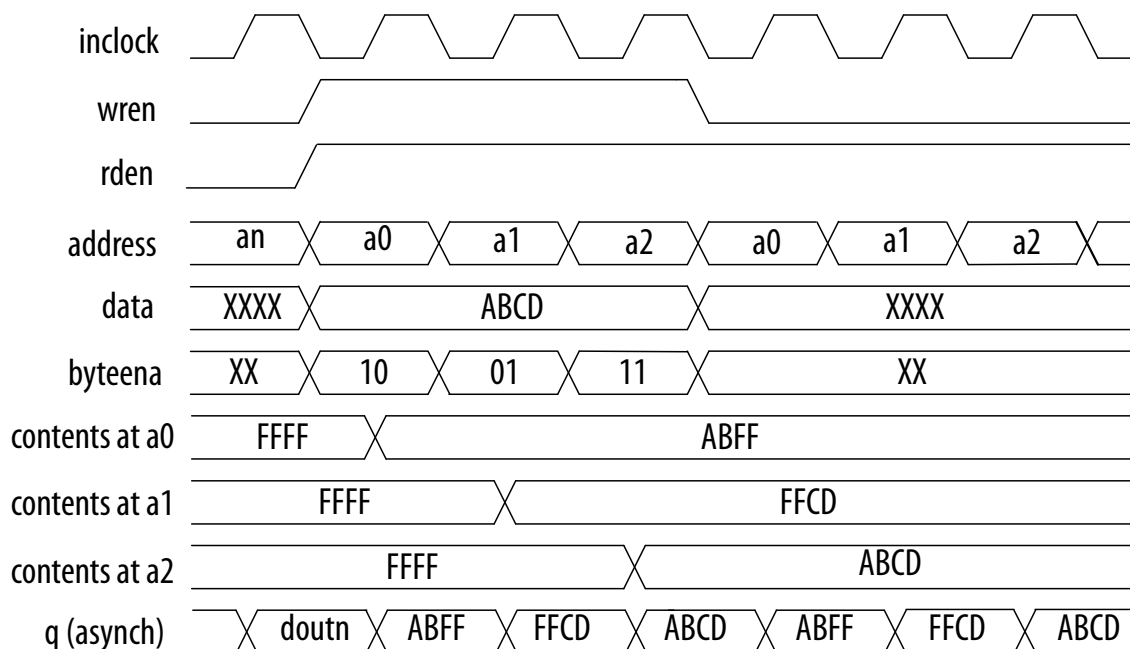 inclock
wren
rden
address an a0 a1 a2 a0 a1 a2
data XXXX ABCD XXXX
byteena XX 10 01 11 XX
contents at a0 FFFF ABFF
contents at a1 FFFF FFCD
contents at a2 FFFF ABCD
q (asynch) doutn ABFF FFCD ABCD ABFF FFCD ABCD